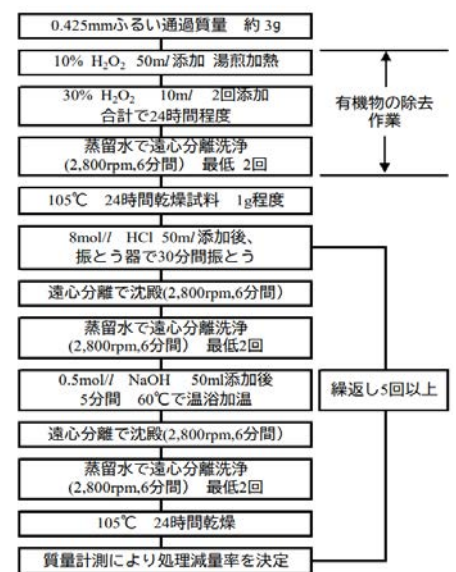 0.425mmふるい通過質量 約 3g
10% H₂O₂ 50ml添加 湯煎加熱
30% H₂O₂ 10ml 2回添加
合計で24時間程度
有機物の除去
作業
蒸留水で遠心分離洗浄
(2,800rpm,6分間) 最低 2回
105℃ 24時間乾燥試料 1g程度
8mol/l HCl 50ml添加後、
振とう器で30分間振とう
遠心分離で沈殿(2,800rpm,6分間)
蒸留水で遠心分離洗浄
(2,800rpm,6分間) 最低2回
0.5mol/l NaOH 50ml添加後
5分間 60℃で温浴加温
繰返し5回以上
遠心分離で沈殿(2,800rpm,6分間)
蒸留水で遠心分離洗浄
(2,800rpm,6分間) 最低2回
105℃ 24時間乾燥
質量計測により処理減量率を決定